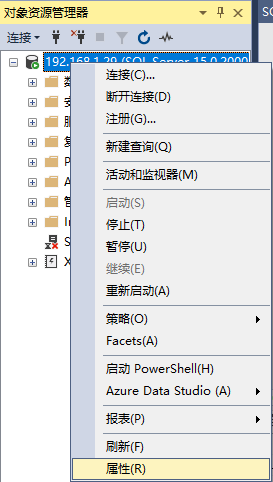 对象资源管理器
连接
192.168.1.29 (SQL Server 15.0.2000
连接(C)...
断开连接(D)
注册(G)...
新建查询(Q)
活动和监视器(M)
启动(S)
停止(T)
暂停(U)
继续(E)
重新启动(A)
策略(O)
Facets(A)
启动 PowerShell(H)
Azure Data Studio (A)
报表(P)
刷新(F)
属性(R)